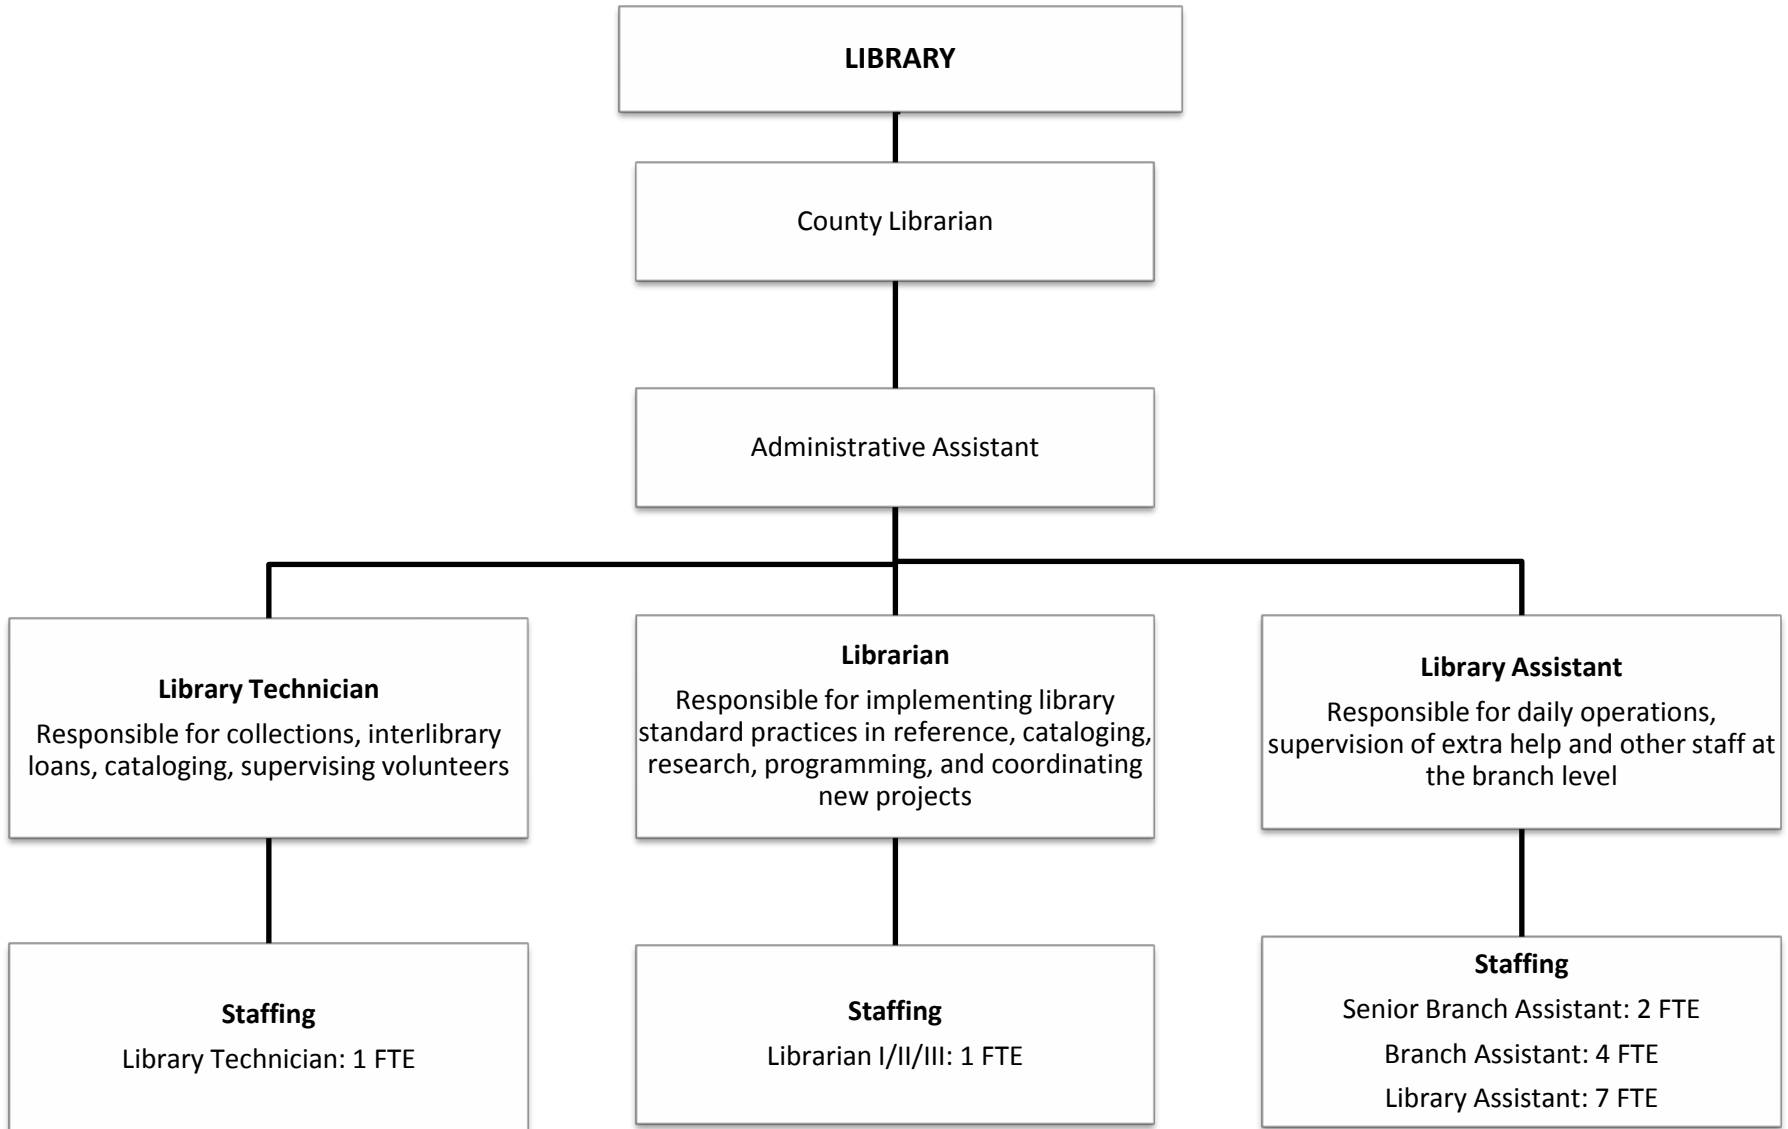 LIBRARY
County Librarian
Administrative Assistant
Library Technician
Responsible for collections, interlibrary
loans, cataloging, supervising volunteers
Librarian
Responsible for implementing library
standard practices in reference, cataloging,
research, programming, and coordinating
new projects
Library Assistant
Responsible for daily operations,
supervision of extra help and other staff at
the branch level
Staffing
Library Technician: 1 FTE
Staffing
Librarian I/II/III: 1 FTE
Staffing
Senior Branch Assistant: 2 FTE
Branch Assistant: 4 FTE
Library Assistant: 7 FTE